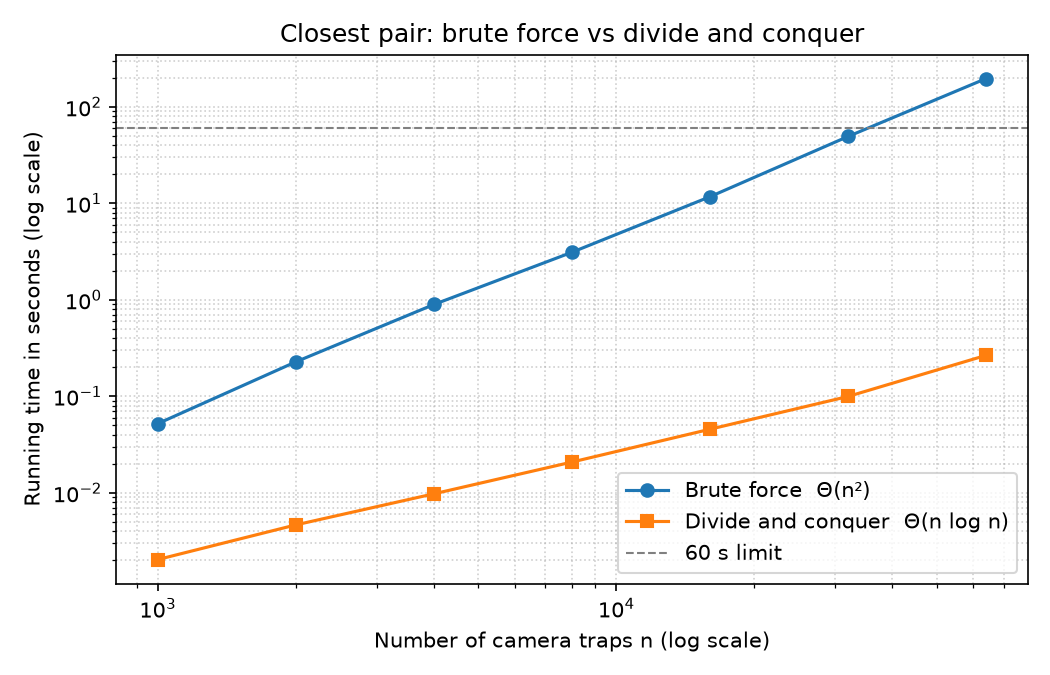 Closest pair: brute force vs divide and conquer
Running time in seconds (log scale)
10²
10¹
10⁰
10⁻¹
10⁻²
Brute force Θ(n²)
Divide and conquer Θ(n log n)
60 s limit
10³ 10⁴
Number of camera traps n (log scale)